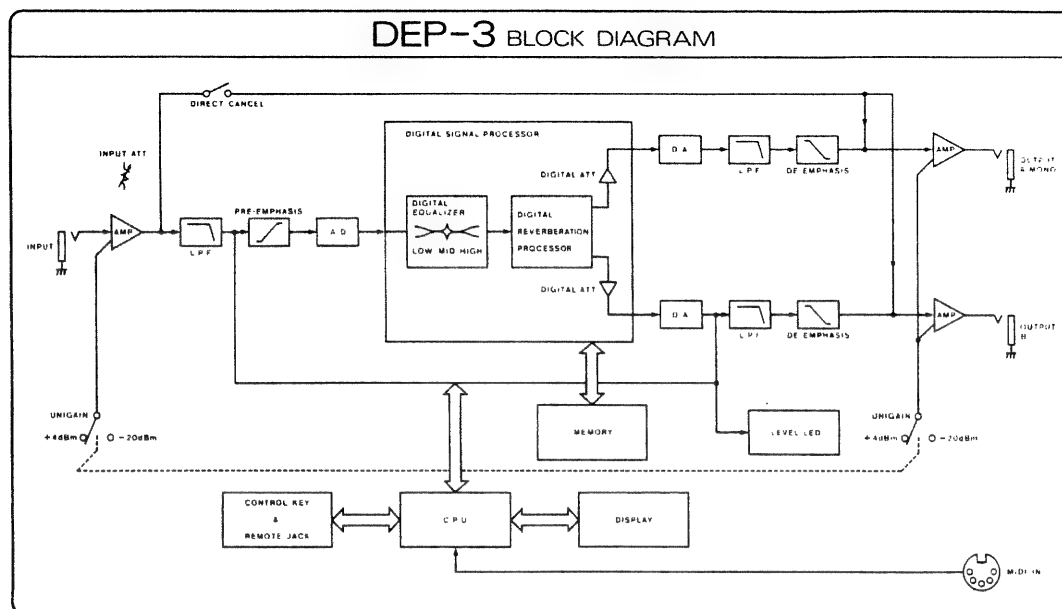 DEP-3 BLOCK DIAGRAM
DIRECT CANCEL
DIGITAL SIGNAL PROCESSOR
INPUT ATT
D.A
L.P.F
DE EMPHASIS
AMP
OUTPUT
A MONO
DIGITAL ATT
PRE-EMPHASIS
DIGITAL
EQUALIZER
LOW MID HIGH
DIGITAL
REVERBERATION
PROCESSOR
INPUT
AMP
L.P.F
A.D
DIGITAL ATT
D.A
L.P.F
DE EMPHASIS
AMP
OUTPUT
B
UNIGAIN
+4dBm
-20dBm
MEMORY
LEVEL LED
UNIGAIN
+4dBm
-20dBm
CONTROL KEY
&
REMOTE JACK
C.P.U
DISPLAY
MIDI IN